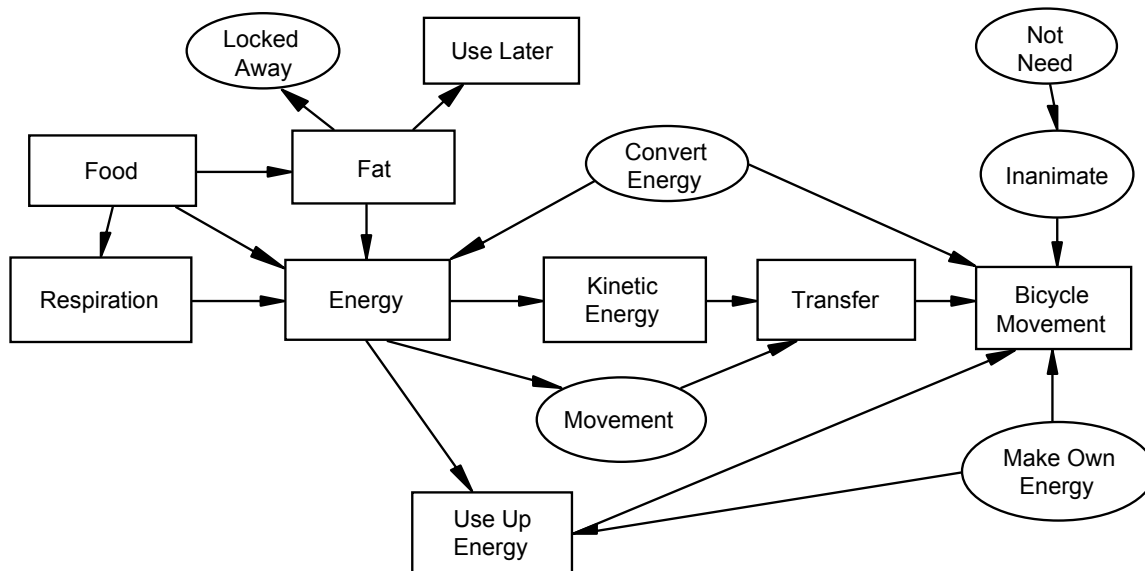 Locked
Away
Use Later
Not
Need
Food
Fat
Convert
Energy
Inanimate
Respiration
Energy
Kinetic
Energy
Transfer
Bicycle
Movement
Movement
Make Own
Energy
Use Up
Energy